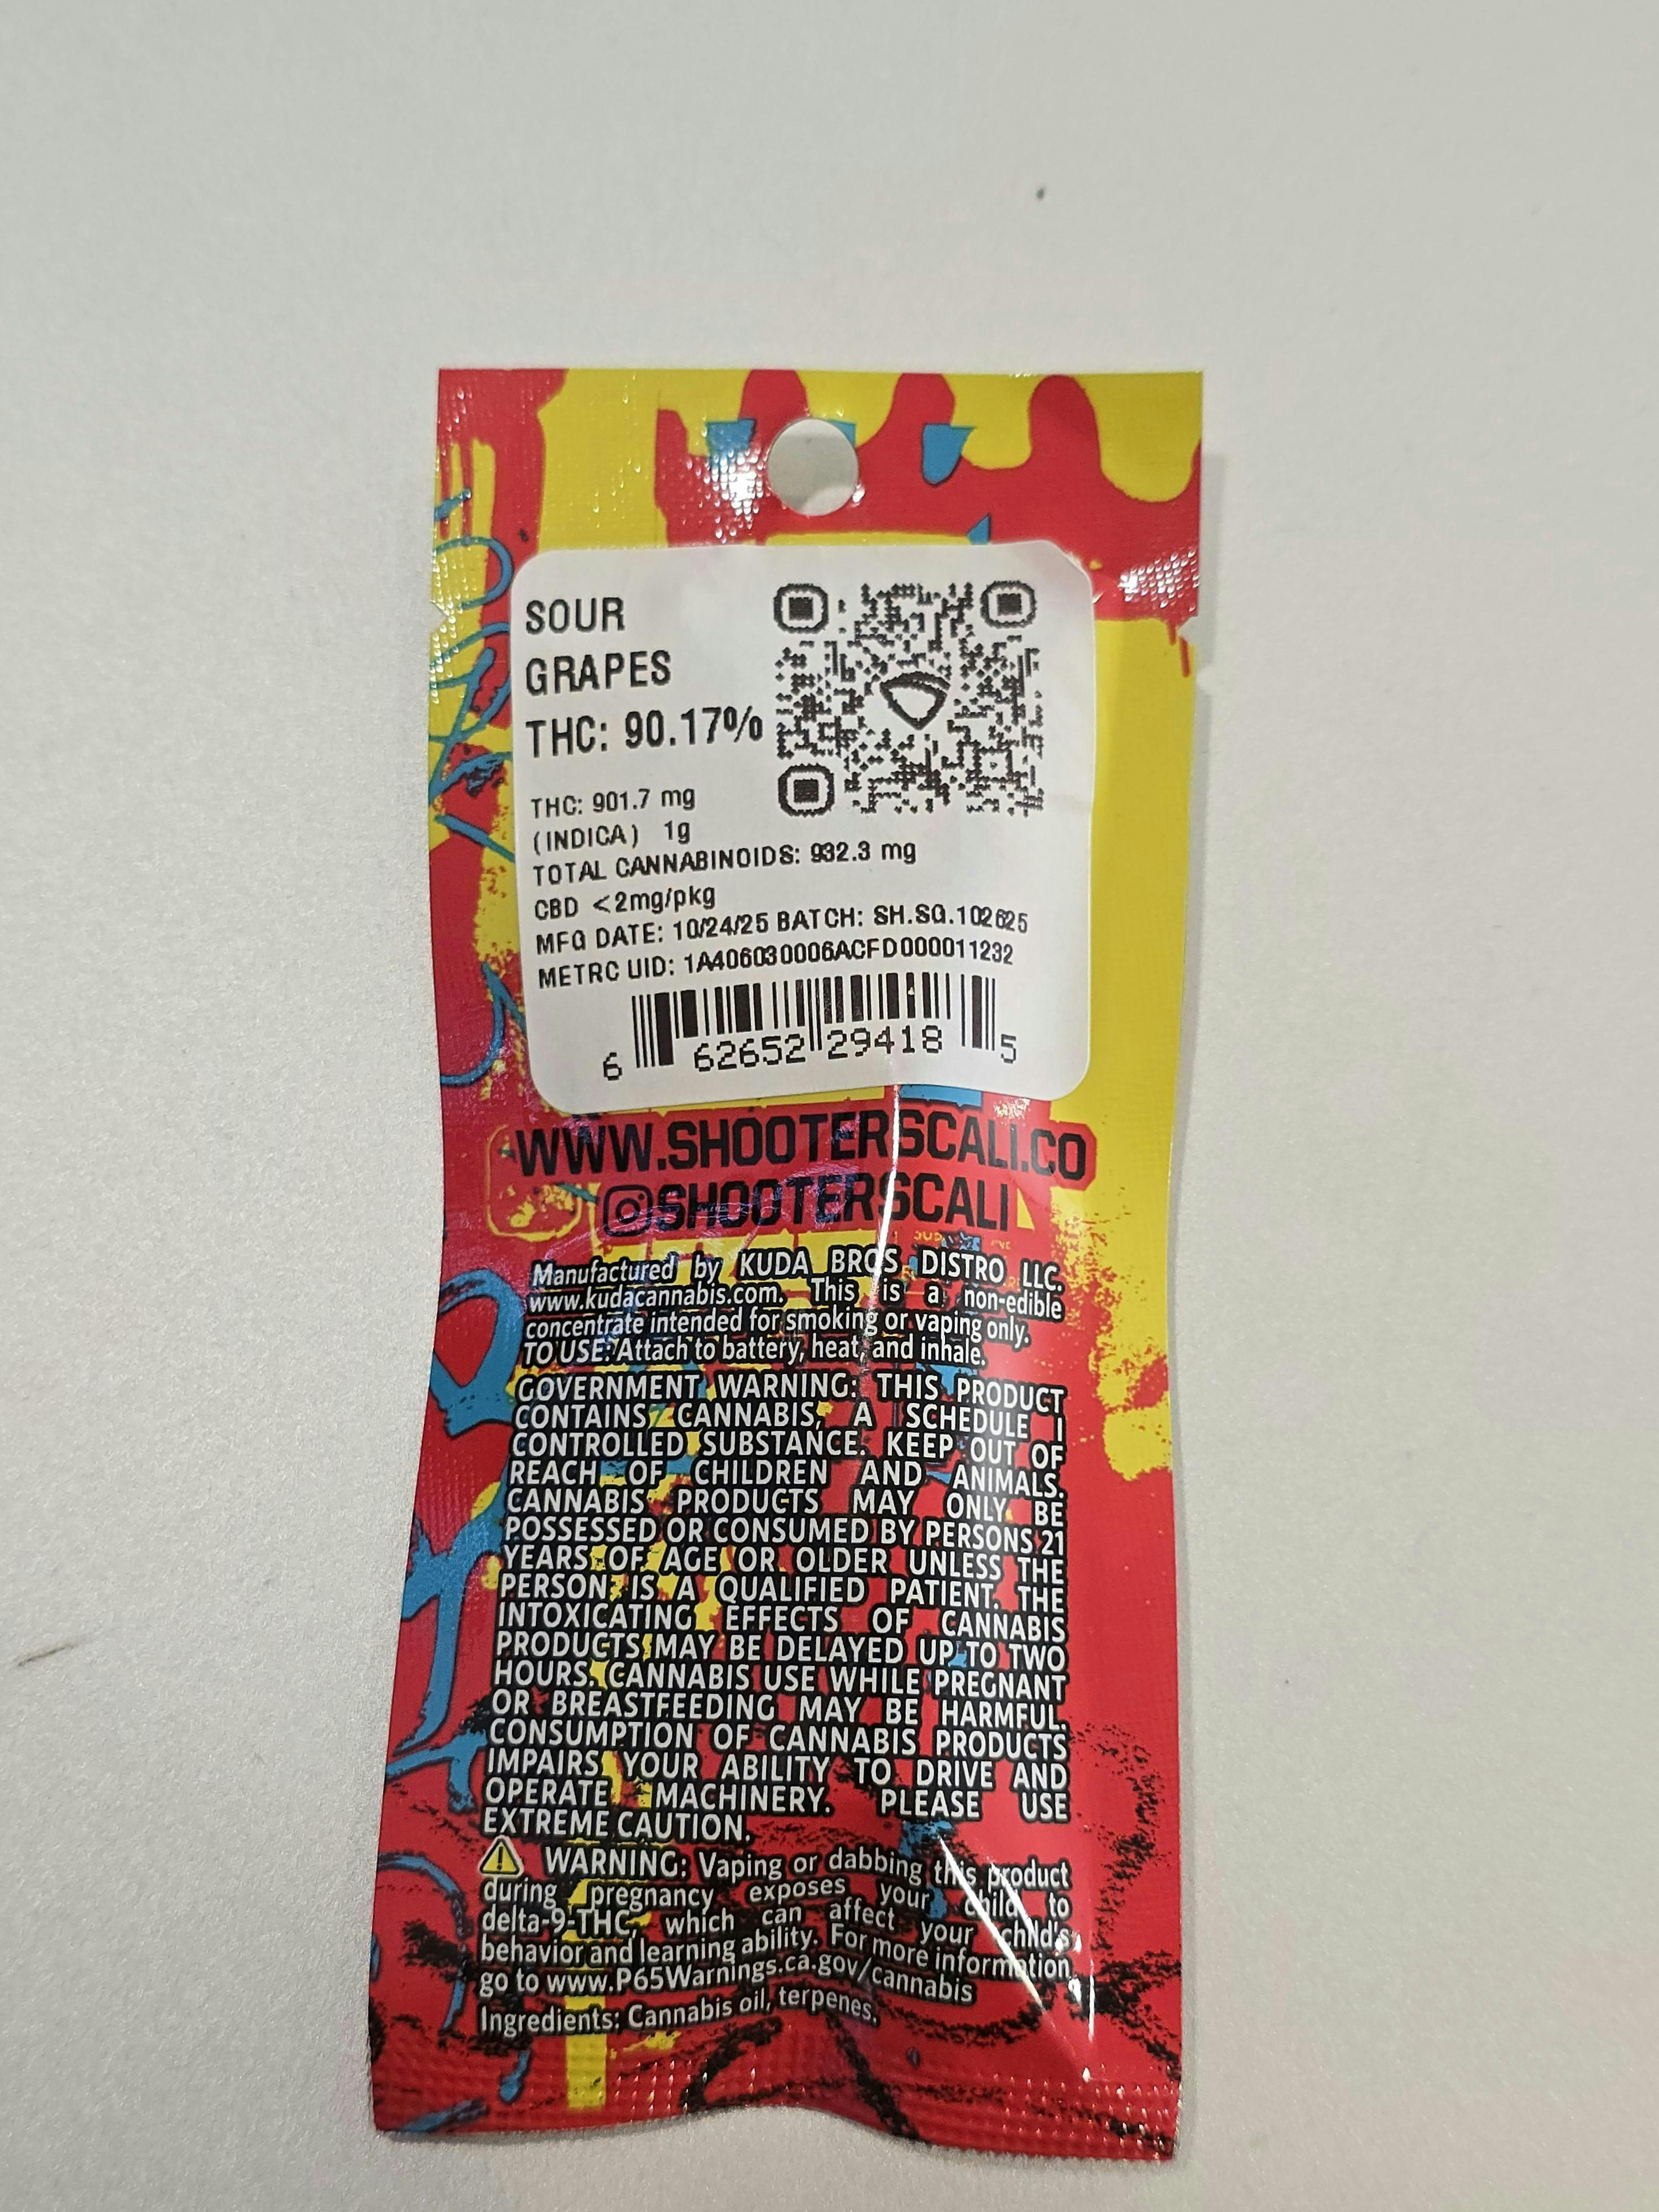 SOUR
GRAPES
THC: 90.17%
THC: 901.7 mg
(INDICA) 1g
TOTAL CANNABINOIDS: 932.3 mg
CBD <2mg/pkg
MFG DATE: 10/24/25 BATCH: SH.SG.102625
METRC UID: 1A406030006ACFD000011232
6 62652 29418 5
WWW.SHOOTERSCALI.CO
SHOOTERSCALI
Manufactured by KUDA BROS DISTRO LLC.
www.kudacannabis.com. This is a non-edible
concentrate intended for smoking or vaping only.
TO USE: Attach to battery, heat, and inhale.
GOVERNMENT WARNING: THIS PRODUCT
CONTAINS CANNABIS, A SCHEDULE I
CONTROLLED SUBSTANCE. KEEP OUT OF
REACH OF CHILDREN AND ANIMALS.
CANNABIS PRODUCTS MAY ONLY BE
POSSESSED OR CONSUMED BY PERSONS 21
YEARS OF AGE OR OLDER UNLESS THE
PERSON IS A QUALIFIED PATIENT. THE
INTOXICATING EFFECTS OF CANNABIS
PRODUCTS MAY BE DELAYED UP TO TWO
HOURS. CANNABIS USE WHILE PREGNANT
OR BREASTFEEDING MAY BE HARMFUL.
CONSUMPTION OF CANNABIS PRODUCTS
IMPAIRS YOUR ABILITY TO DRIVE AND
OPERATE MACHINERY. PLEASE USE
EXTREME CAUTION.
WARNING: Vaping or dabbing this product
during pregnancy exposes your child to
delta-9-THC, which can affect your child's
behavior and learning ability. For more information
go to www.P65Warnings.ca.gov/cannabis
Ingredients: Cannabis oil, terpenes.